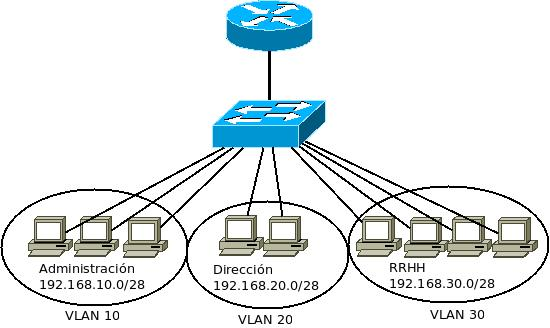 Administración
192.168.10.0/28
VLAN 10
Dirección
192.168.20.0/28
VLAN 20
RRHH
192.168.30.0/28
VLAN 30